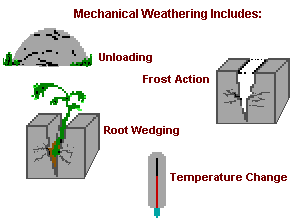 Mechanical Weathering Includes:
Unloading
Frost Action
Root Wedging
Temperature Change